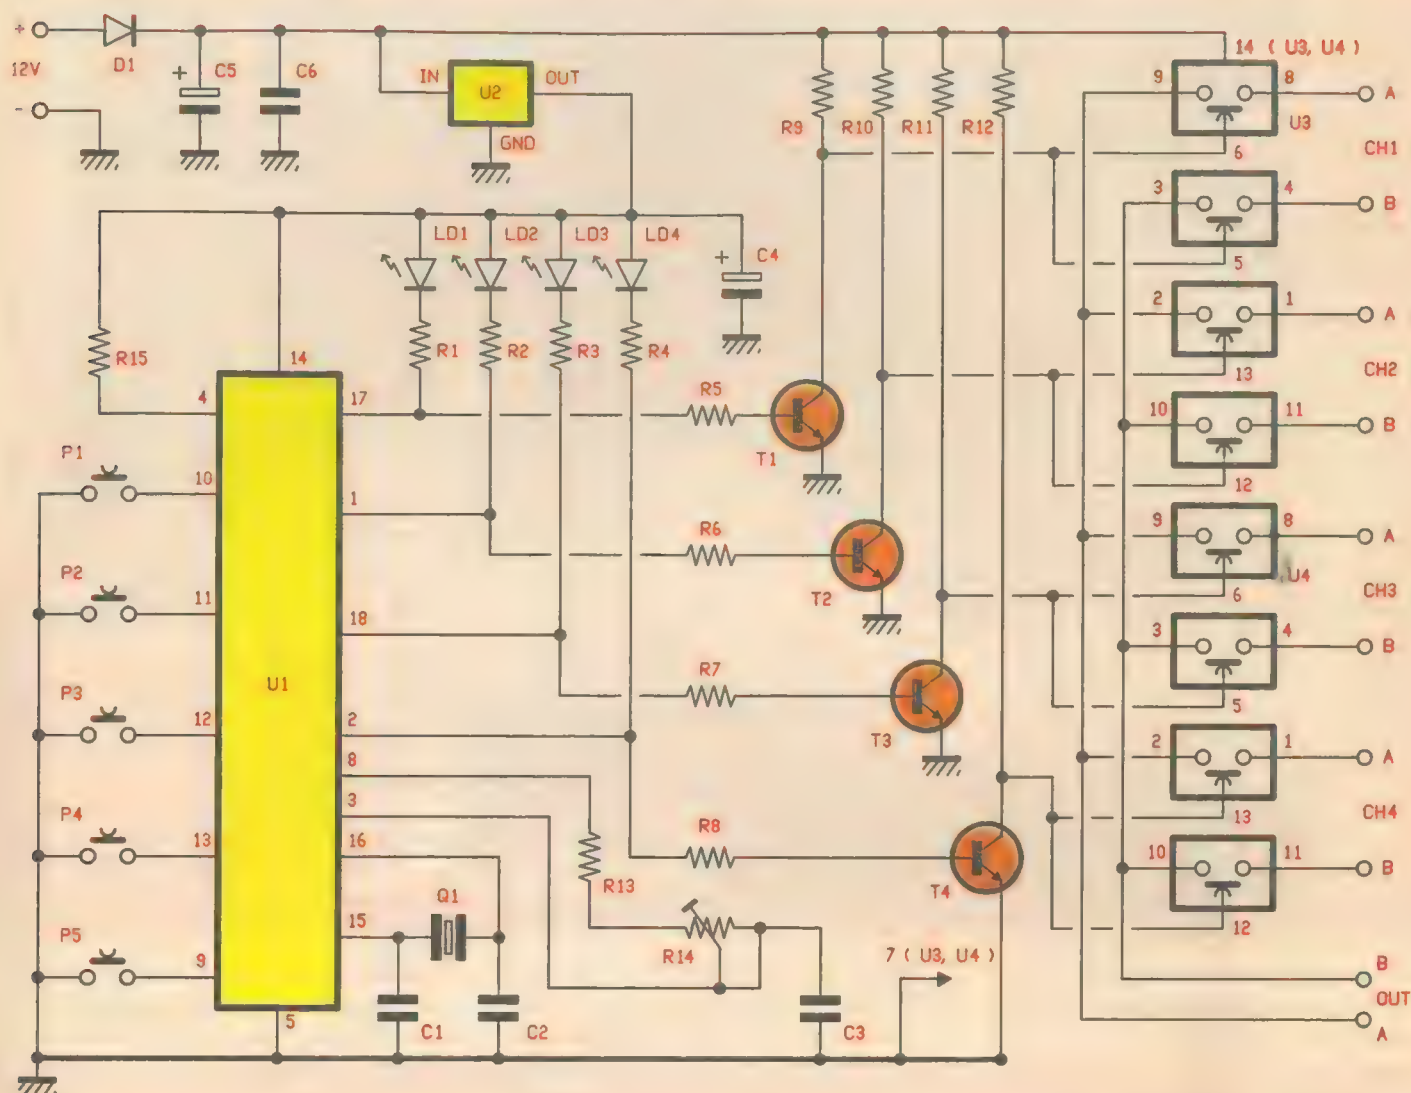 +
12V
-
D1
+ C5
C6
IN U2 OUT
GND
R9 R10 R11 R12
14 ( U3, U4 )
9 8 A
U3
6
CH1
3 4 B
5
2 1 A
13
CH2
10 11 B
12
9 8 A
U4
6
CH3
3 4 B
5
2 1 A
13
CH4
10 11 B
12
B
OUT
A
LD1 LD2 LD3 LD4
+ C4
R15
R1 R2 R3 R4
14
4 17
R5
T1
P1
10
1
R6
T2
P2
11
18
R7
T3
U1
P3
12
2
8
3
R8
T4
P4
13
16
R13
Q1
15
R14
P5
9
5
C1 C2 C3
7 ( U3, U4 )